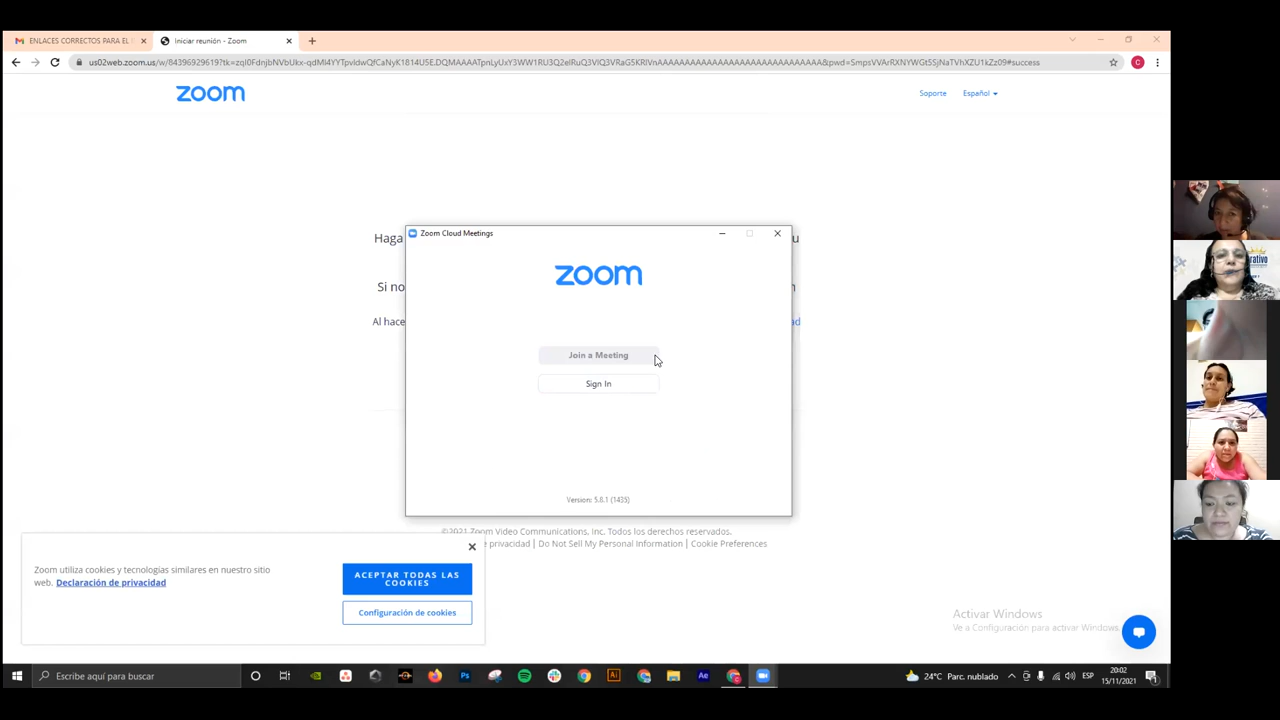 ENLACES CORRECTOS PARA EL
Iniciar reunión - Zoom
zoom
Soporte
Español
Haga
u
Si no
n
Al hace
ad
Zoom Cloud Meetings
zoom
Join a Meeting
Sign In
Version: 5.8.1 (1435)
©2021 Zoom Video Communications, Inc. Todos los derechos reservados.
e privacidad | Do Not Sell My Personal Information | Cookie Preferences
Zoom utiliza cookies y tecnologías similares en nuestro sitio
web. Declaración de privacidad
ACEPTAR TODAS LAS
COOKIES
Configuración de cookies
Activar Windows
Ve a Configuración para activar Windows.
Escribe aquí para buscar
24°C Parc. nublado
ESP
20:02
15/11/2021